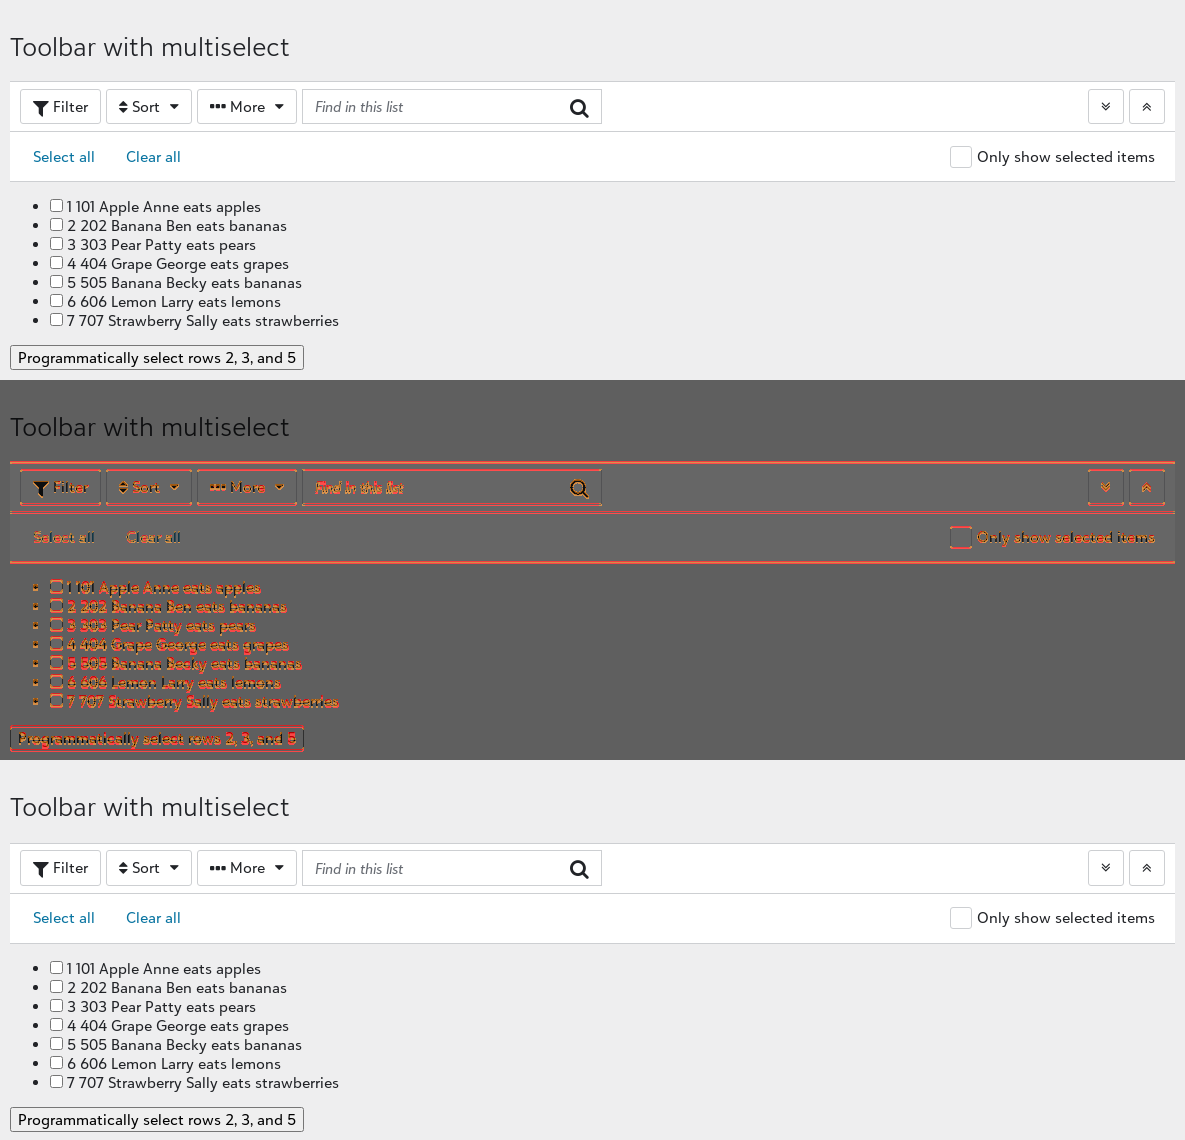 Toolbar with multiselect
Filter Sort More Find in this list
Select all Clear all Only show selected items
1 101 Apple Anne eats apples
2 202 Banana Ben eats bananas
3 303 Pear Patty eats pears
4 404 Grape George eats grapes
5 505 Banana Becky eats bananas
6 606 Lemon Larry eats lemons
7 707 Strawberry Sally eats strawberries
Programmatically select rows 2, 3, and 5
Toolbar with multiselect
Filter Sort More Find in this list
Select all Clear all Only show selected items
1 101 Apple Anne eats apples
2 202 Banana Ben eats bananas
3 303 Pear Patty eats pears
4 404 Grape George eats grapes
5 505 Banana Becky eats bananas
6 606 Lemon Larry eats lemons
7 707 Strawberry Sally eats strawberries
Programmatically select rows 2, 3, and 5
Toolbar with multiselect
Filter Sort More Find in this list
Select all Clear all Only show selected items
1 101 Apple Anne eats apples
2 202 Banana Ben eats bananas
3 303 Pear Patty eats pears
4 404 Grape George eats grapes
5 505 Banana Becky eats bananas
6 606 Lemon Larry eats lemons
7 707 Strawberry Sally eats strawberries
Programmatically select rows 2, 3, and 5